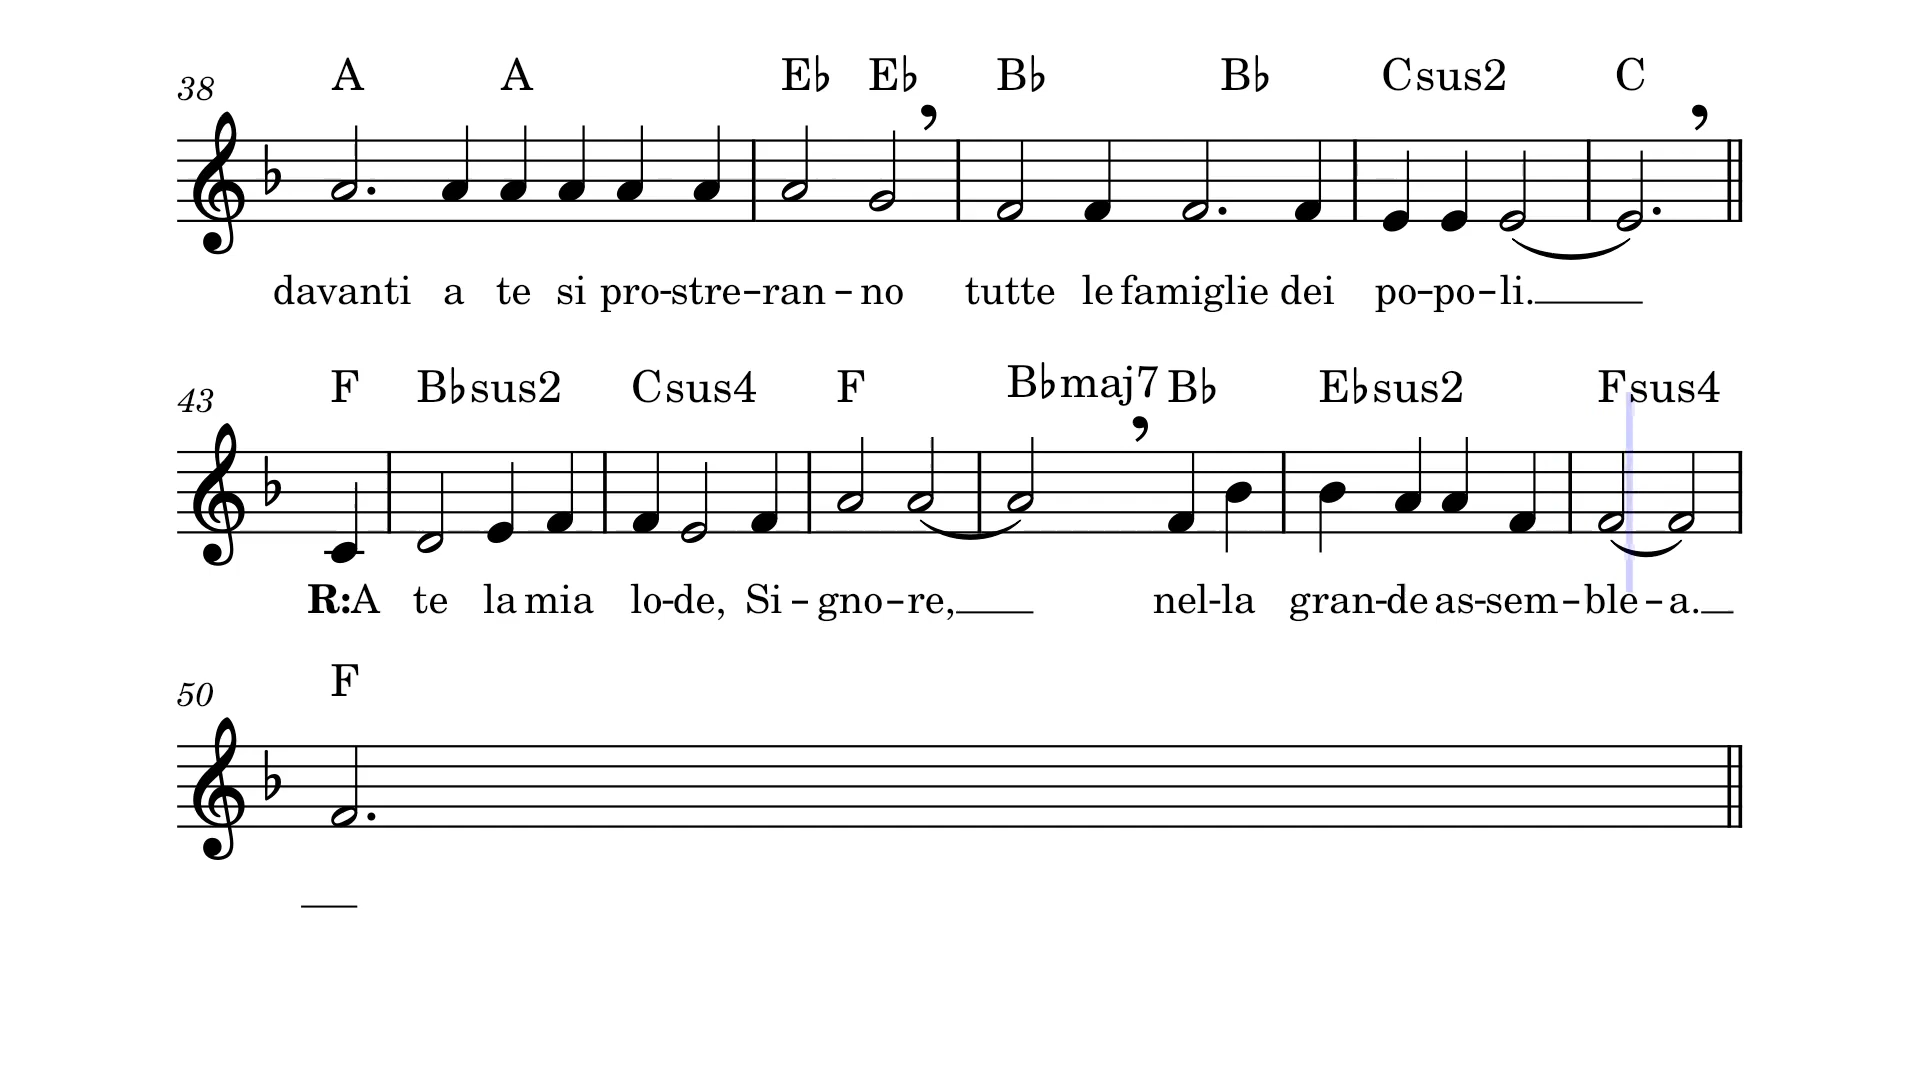 38 A A E♭ E♭ B♭ B♭ Csus2 C
davanti a te si pro-stre-ran-no tutte le famiglie dei po-po-li.
43 F B♭sus2 Csus4 F B♭maj7 B♭ E♭sus2 Fsus4
R:A te la mia lo-de, Si-gno-re, nel-la gran-de as-sem-ble-a.
50 F